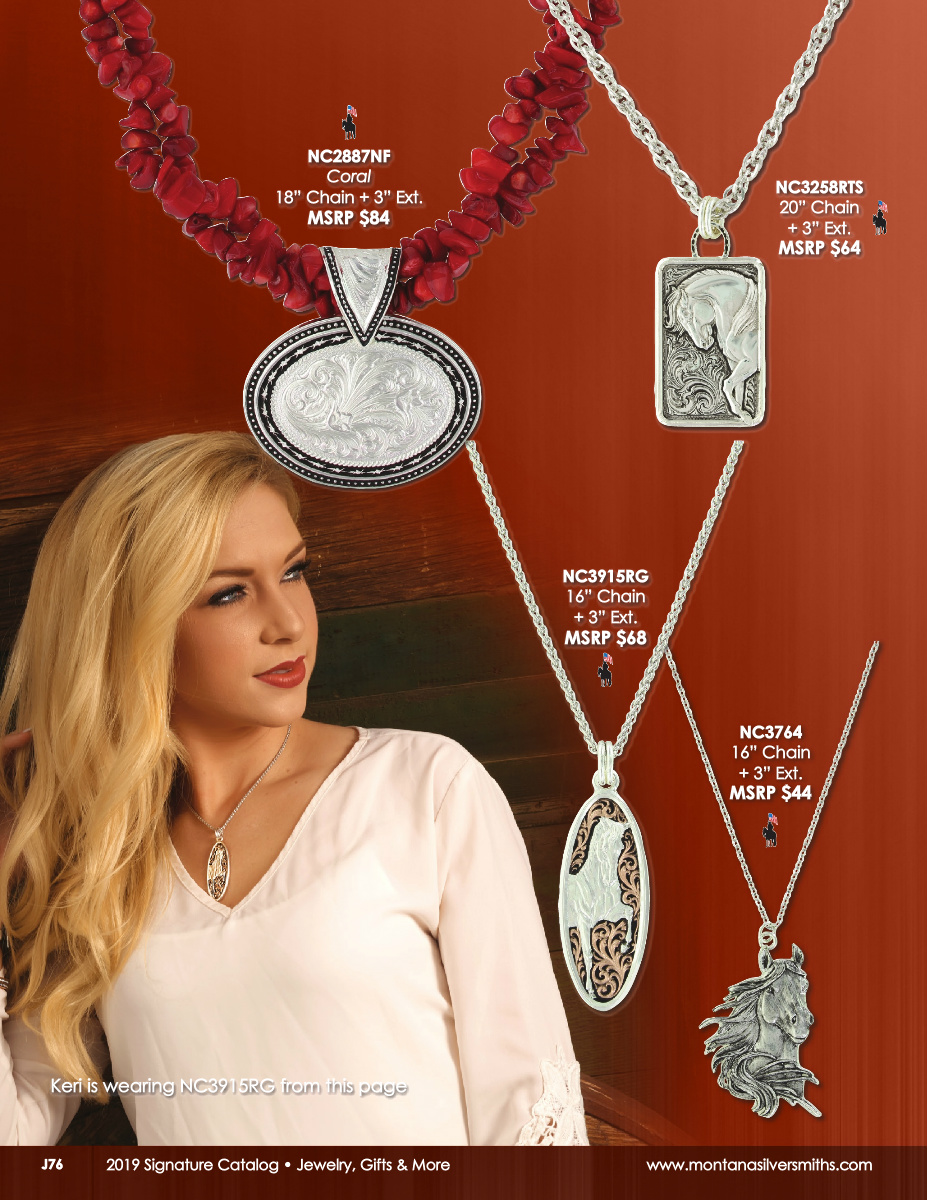 NC2887NF
Coral
18” Chain + 3” Ext.
MSRP $84
NC3258RTS
20” Chain
+ 3” Ext.
MSRP $64
NC3915RG
16” Chain
+ 3” Ext.
MSRP $68
NC3764
16” Chain
+ 3” Ext.
MSRP $44
Keri is wearing NC3915RG from this page
J76 2019 Signature Catalog • Jewelry, Gifts & More www.montanasilversmiths.com